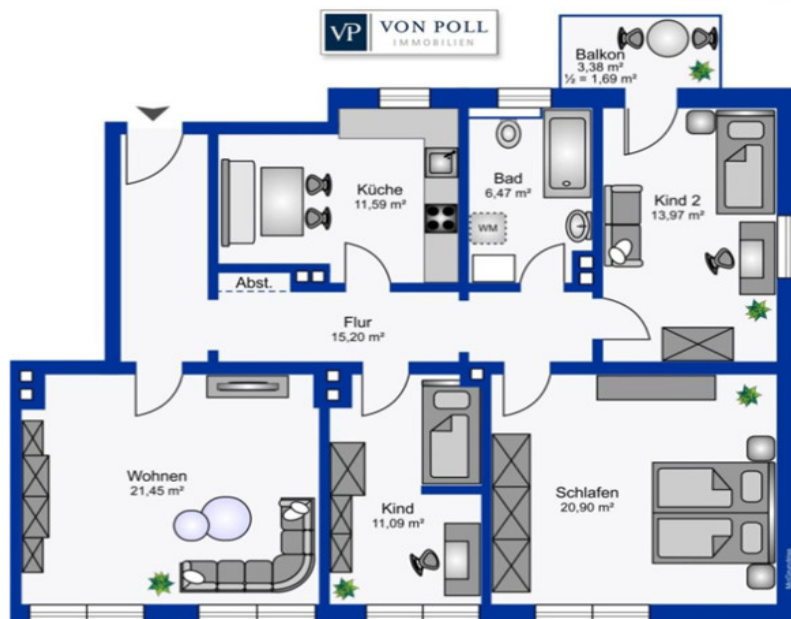 VP VON POLL
IMMOBILIEN
Balkon
3,38 m²
½ = 1,69 m²
Küche
11,59 m²
Bad
6,47 m²
WM
Kind 2
13,97 m²
Abst.
Flur
15,20 m²
Wohnen
21,45 m²
Kind
11,09 m²
Schlafen
20,90 m²